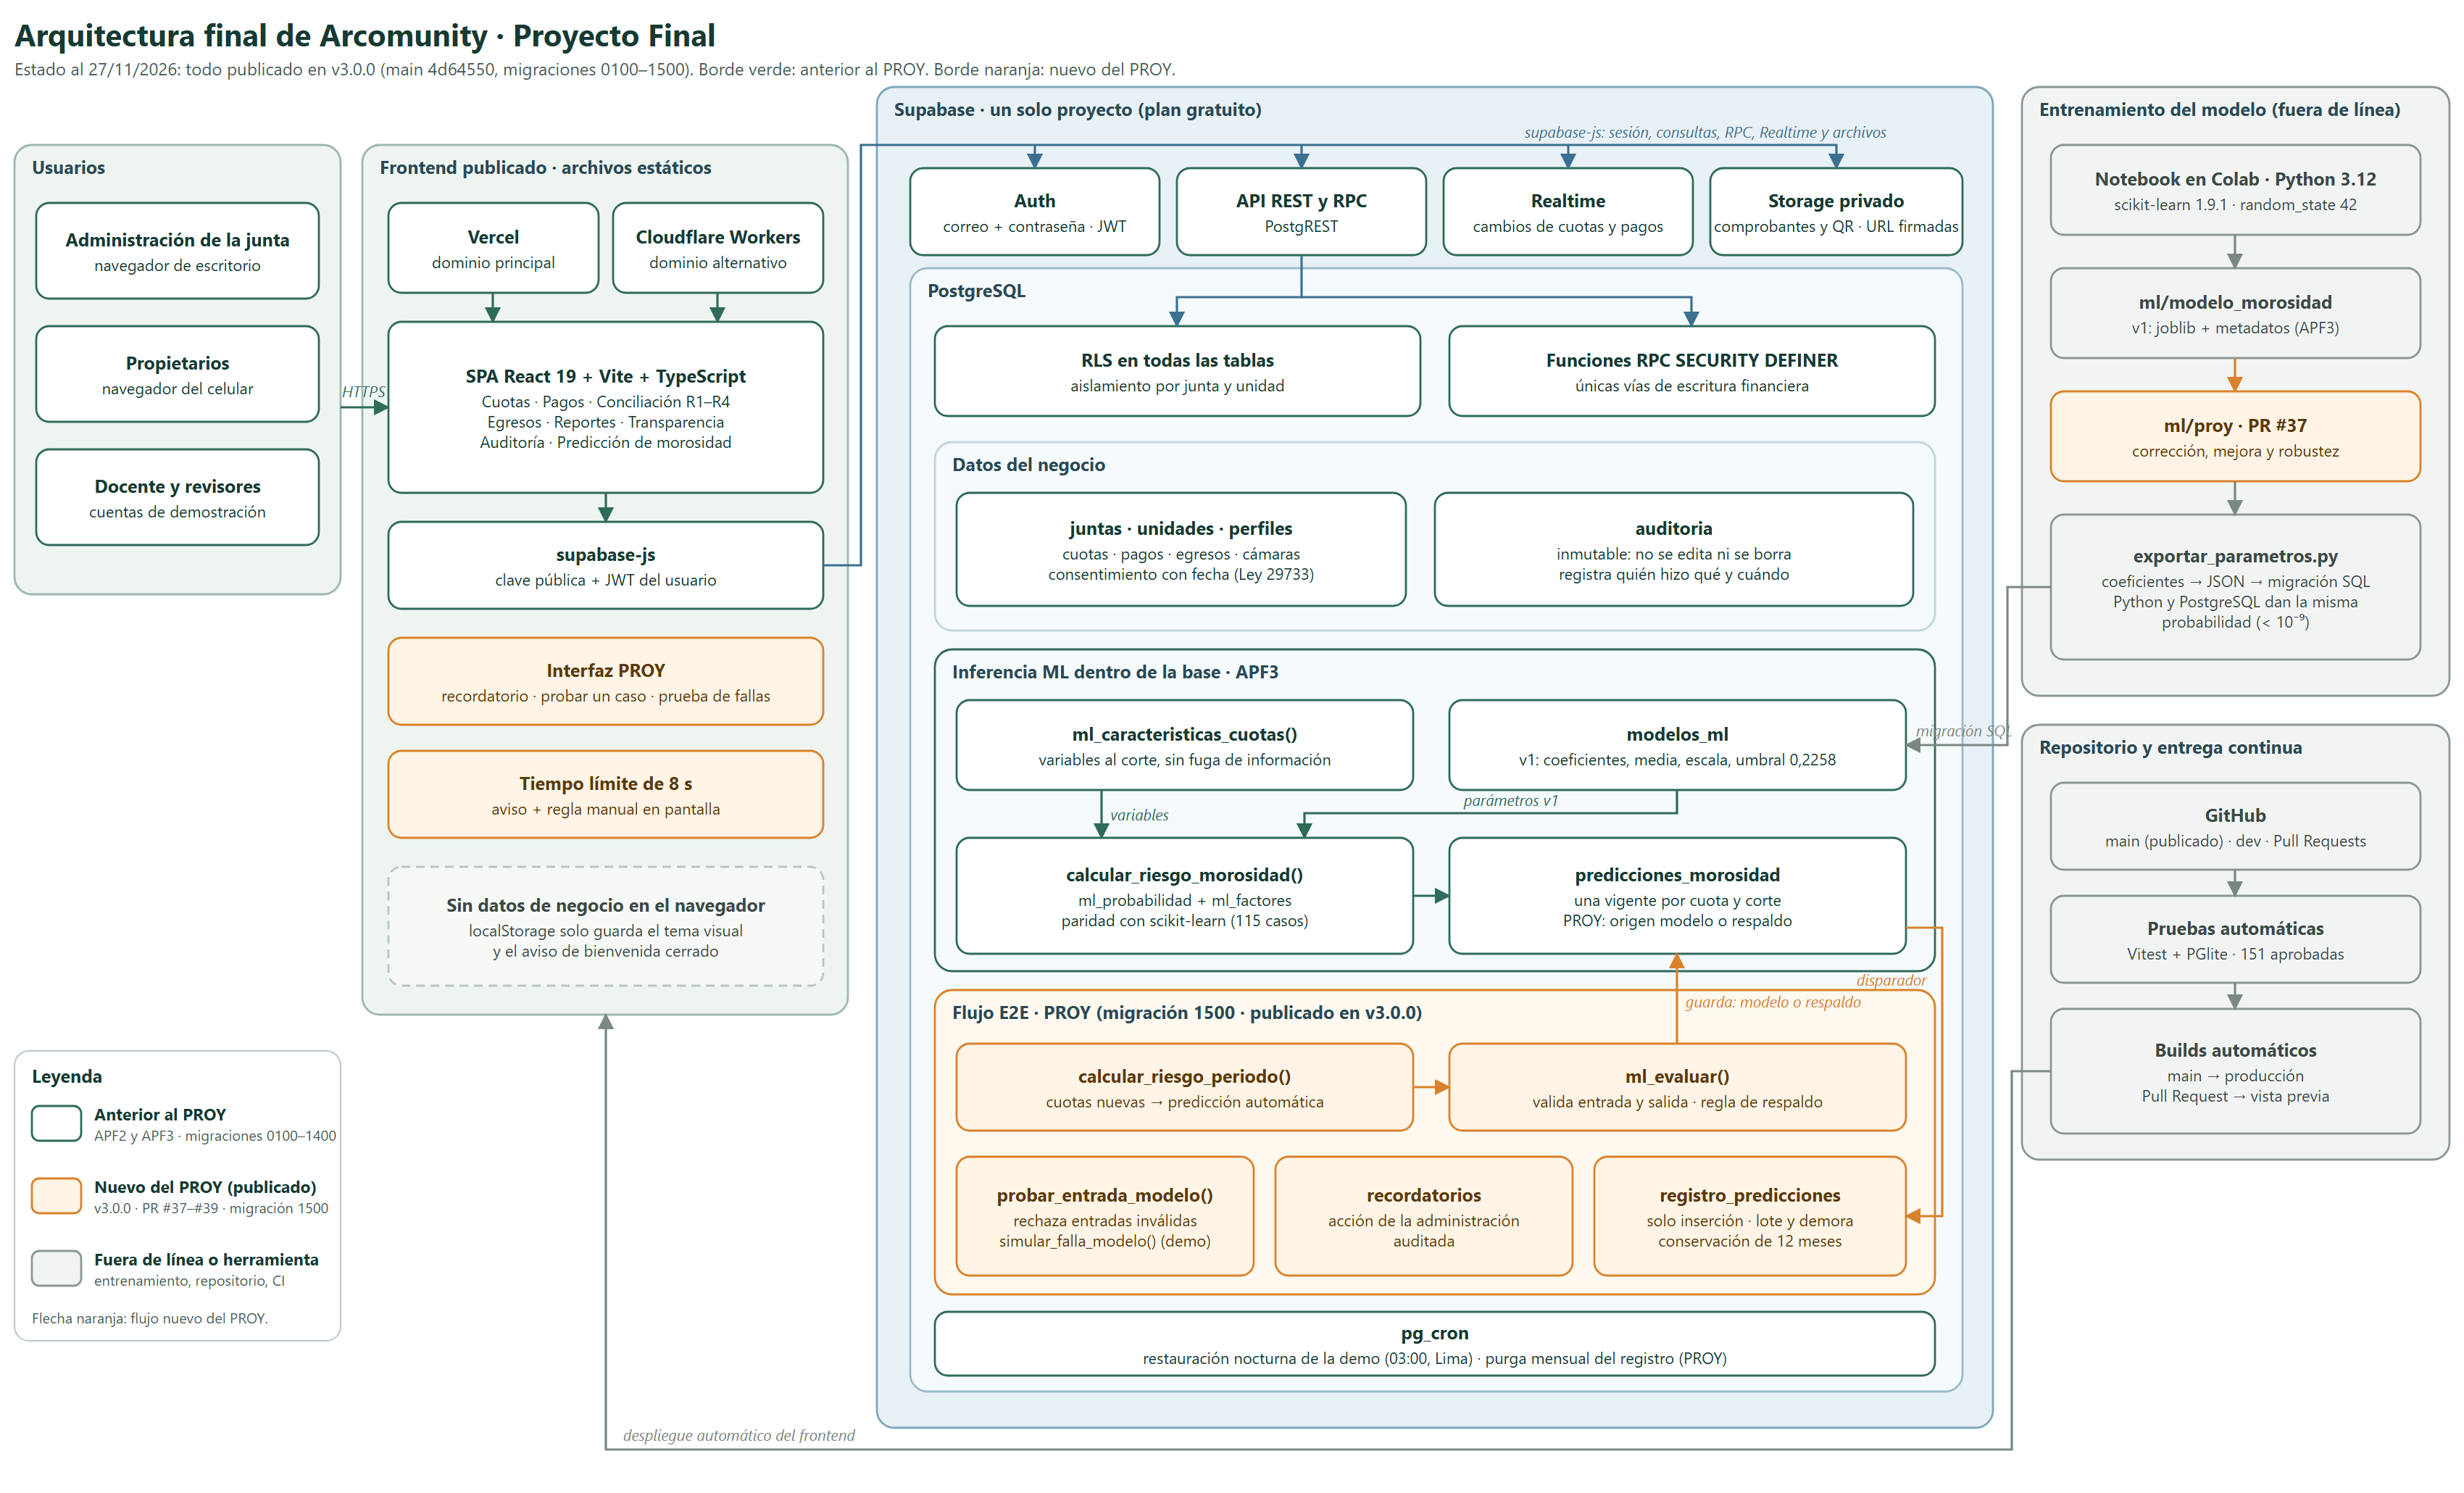 Arquitectura final de Arcomunity · Proyecto Final
Estado al 27/11/2026: todo publicado en v3.0.0 (main 4d64550, migraciones 0100–1500). Borde verde: anterior al PROY. Borde naranja: nuevo del PROY.
Usuarios
Administración de la junta
navegador de escritorio
Propietarios
navegador del celular
Docente y revisores
cuentas de demostración
HTTPS
Frontend publicado · archivos estáticos
Vercel
dominio principal
Cloudflare Workers
dominio alternativo
SPA React 19 + Vite + TypeScript
Cuotas · Pagos · Conciliación R1–R4
Egresos · Reportes · Transparencia
Auditoría · Predicción de morosidad
supabase-js
clave pública + JWT del usuario
Interfaz PROY
recordatorio · probar un caso · prueba de fallas
Tiempo límite de 8 s
aviso + regla manual en pantalla
Sin datos de negocio en el navegador
localStorage solo guarda el tema visual
y el aviso de bienvenida cerrado
Supabase · un solo proyecto (plan gratuito)
supabase-js: sesión, consultas, RPC, Realtime y archivos
Auth
correo + contraseña · JWT
API REST y RPC
PostgREST
Realtime
cambios de cuotas y pagos
Storage privado
comprobantes y QR · URL firmadas
PostgreSQL
RLS en todas las tablas
aislamiento por junta y unidad
Funciones RPC SECURITY DEFINER
únicas vías de escritura financiera
Datos del negocio
juntas · unidades · perfiles
cuotas · pagos · egresos · cámaras
consentimiento con fecha (Ley 29733)
auditoria
inmutable: no se edita ni se borra
registra quién hizo qué y cuándo
Inferencia ML dentro de la base · APF3
ml_caracteristicas_cuotas()
variables al corte, sin fuga de información
modelos_ml
v1: coeficientes, media, escala, umbral 0,2258
variables
parámetros v1
calcular_riesgo_morosidad()
ml_probabilidad + ml_factores
paridad con scikit-learn (115 casos)
predicciones_morosidad
una vigente por cuota y corte
PROY: origen modelo o respaldo
disparador
guarda: modelo o respaldo
Flujo E2E · PROY (migración 1500 · publicado en v3.0.0)
calcular_riesgo_periodo()
cuotas nuevas → predicción automática
ml_evaluar()
valida entrada y salida · regla de respaldo
probar_entrada_modelo()
rechaza entradas inválidas
simular_falla_modelo() (demo)
recordatorios
acción de la administración
auditada
registro_predicciones
solo inserción · lote y demora
conservación de 12 meses
pg_cron
restauración nocturna de la demo (03:00, Lima) · purga mensual del registro (PROY)
Entrenamiento del modelo (fuera de línea)
Notebook en Colab · Python 3.12
scikit-learn 1.9.1 · random_state 42
ml/modelo_morosidad
v1: joblib + metadatos (APF3)
ml/proy · PR #37
corrección, mejora y robustez
exportar_parametros.py
coeficientes → JSON → migración SQL
Python y PostgreSQL dan la misma
probabilidad (< 10⁻⁹)
migración SQL
Repositorio y entrega continua
GitHub
main (publicado) · dev · Pull Requests
Pruebas automáticas
Vitest + PGlite · 151 aprobadas
Builds automáticos
main → producción
Pull Request → vista previa
Leyenda
Anterior al PROY
APF2 y APF3 · migraciones 0100–1400
Nuevo del PROY (publicado)
v3.0.0 · PR #37–#39 · migración 1500
Fuera de línea o herramienta
entrenamiento, repositorio, CI
Flecha naranja: flujo nuevo del PROY.
despliegue automático del frontend